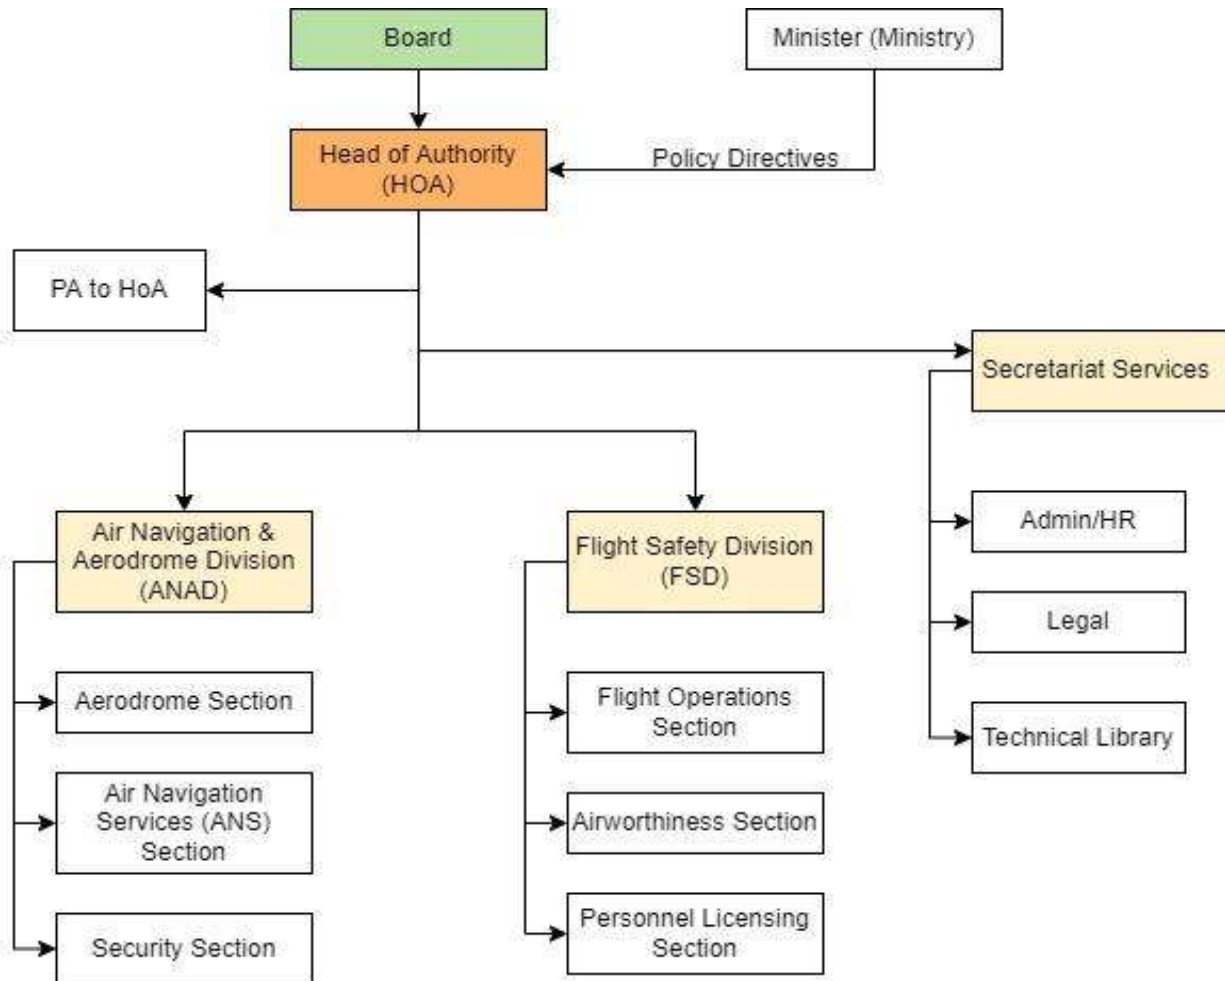 Board
Minister (Ministry)
Head of Authority
(HOA)
Policy Directives
PA to HoA
Secretariat Services
Air Navigation &
Aerodrome Division
(ANAD)
Flight Safety Division
(FSD)
Admin/HR
Legal
Technical Library
Aerodrome Section
Air Navigation
Services (ANS)
Section
Security Section
Flight Operations
Section
Airworthiness Section
Personnel Licensing
Section